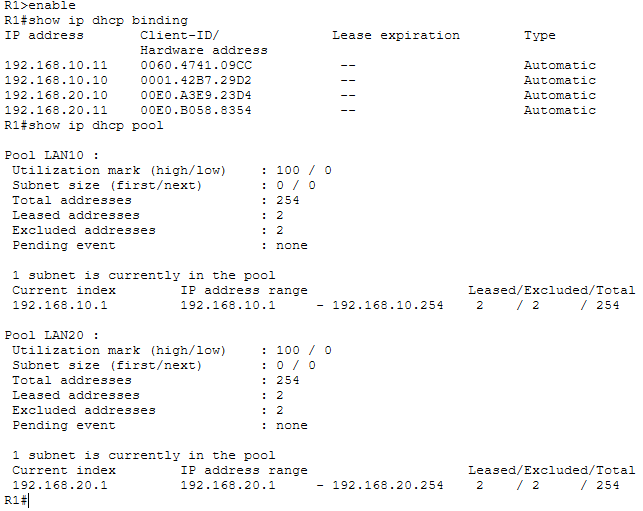 R1>enable
R1#show ip dhcp binding
IP address       Client-ID/              Lease expiration        Type
                 Hardware address
192.168.10.11    0060.4741.09CC           --                     Automatic
192.168.10.10    0001.42B7.29D2           --                     Automatic
192.168.20.10    00E0.A3E9.23D4           --                     Automatic
192.168.20.11    00E0.B058.8354           --                     Automatic
R1#show ip dhcp pool

Pool LAN10 :
 Utilization mark (high/low)    : 100 / 0
 Subnet size (first/next)       : 0 / 0
 Total addresses                : 254
 Leased addresses               : 2
 Excluded addresses             : 2
 Pending event                  : none

 1 subnet is currently in the pool
 Current index        IP address range                    Leased/Excluded/Total
 192.168.10.1         192.168.10.1     - 192.168.10.254    2    / 2     / 254

Pool LAN20 :
 Utilization mark (high/low)    : 100 / 0
 Subnet size (first/next)       : 0 / 0
 Total addresses                : 254
 Leased addresses               : 2
 Excluded addresses             : 2
 Pending event                  : none

 1 subnet is currently in the pool
 Current index        IP address range                    Leased/Excluded/Total
 192.168.20.1         192.168.20.1     - 192.168.20.254    2    / 2     / 254
R1#